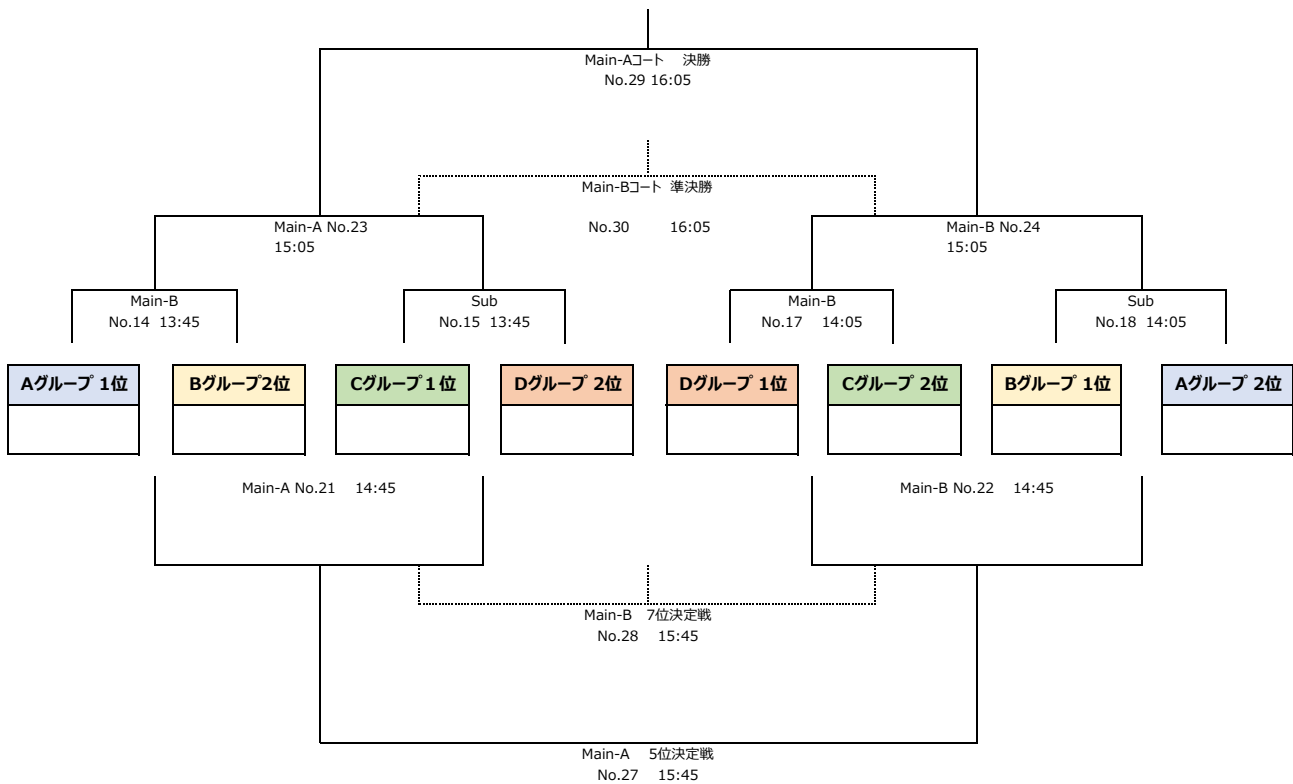 Main-Aコート 決勝
No.29 16:05
Main-Bコート 準決勝
No.30 16:05
Main-A No.23
15:05
Main-B No.24
15:05
Main-B
No.14 13:45
Sub
No.15 13:45
Main-B
No.17 14:05
Sub
No.18 14:05
Aグループ 1位
Bグループ2位
Cグループ１位
Dグループ 2位
Dグループ 1位
Cグループ 2位
Bグループ 1位
Aグループ 2位
Main-A No.21 14:45
Main-B No.22 14:45
Main-B 7位決定戦
No.28 15:45
Main-A 5位決定戦
No.27 15:45